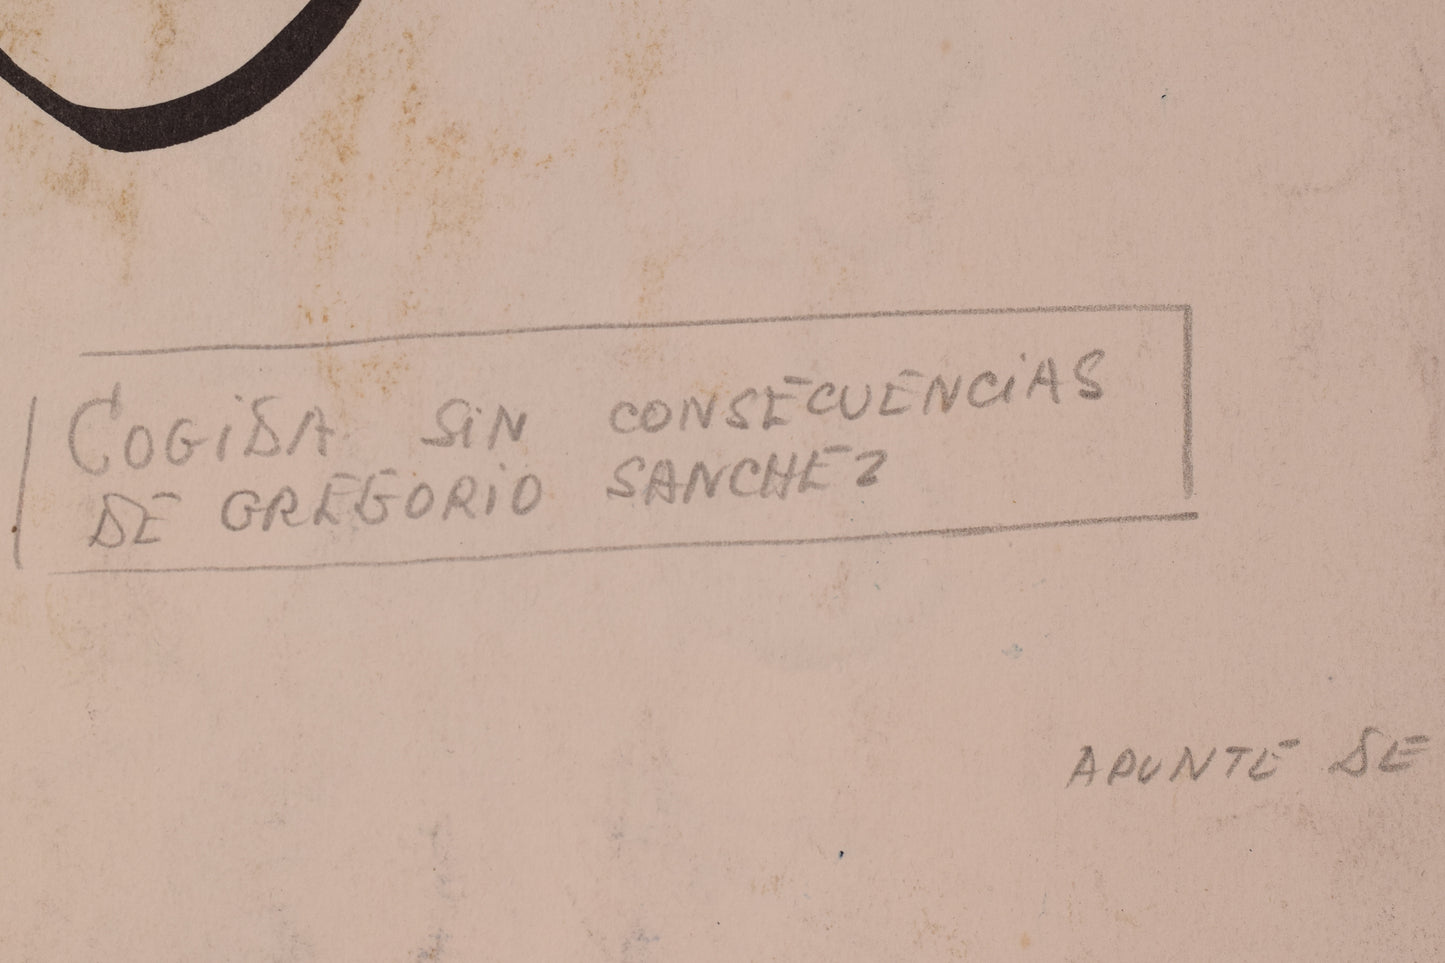 COGiDA SiN CONSECUENCiAS
DE GREGORiO SANCHEZ
APUNTE DE